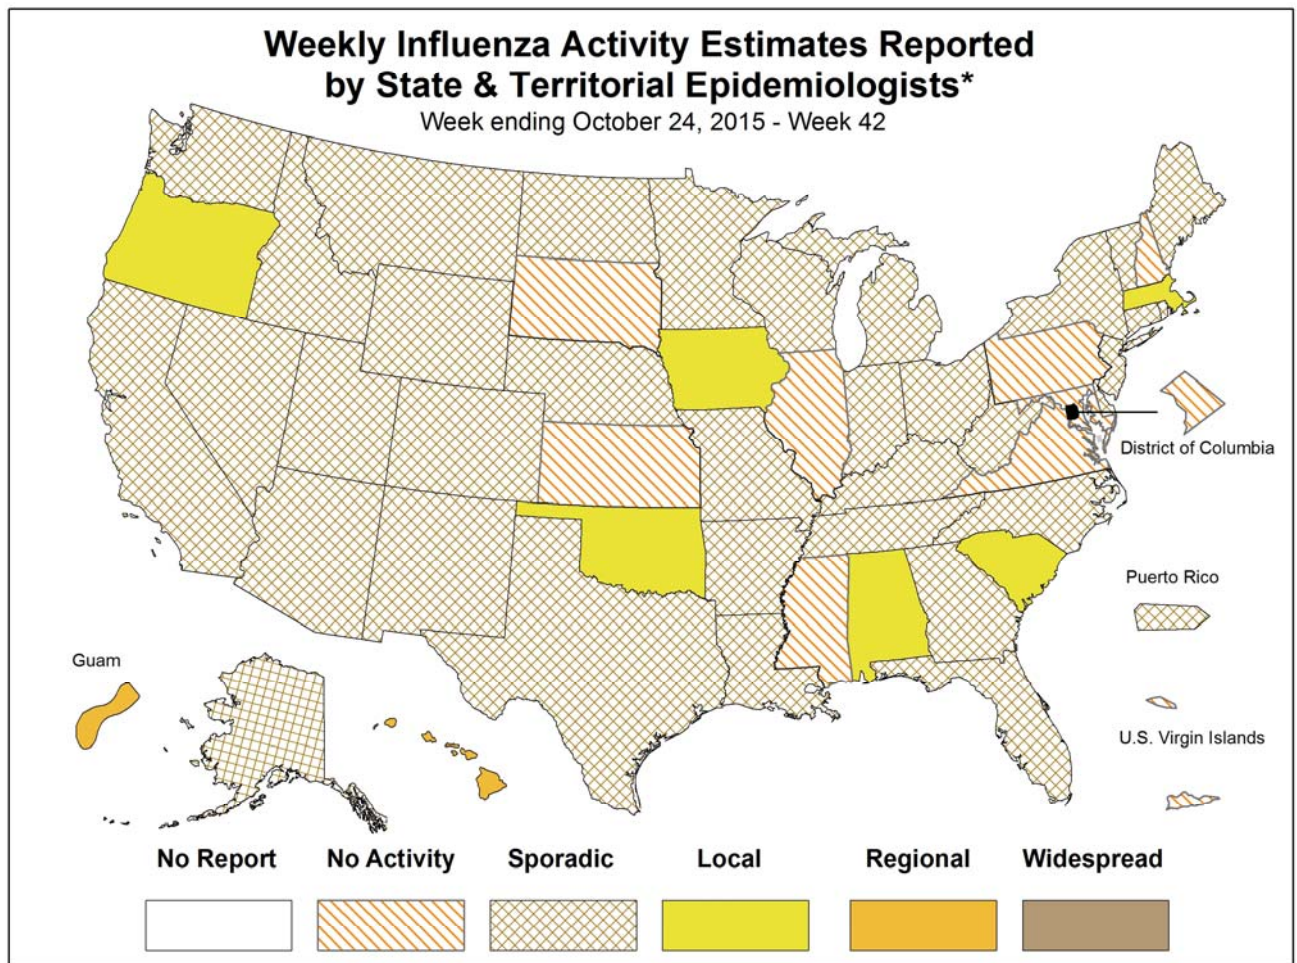 Weekly Influenza Activity Estimates Reported
by State & Territorial Epidemiologists*
Week ending October 24, 2015 - Week 42
District of Columbia
Puerto Rico
Guam
U.S. Virgin Islands
No Report No Activity Sporadic Local Regional Widespread